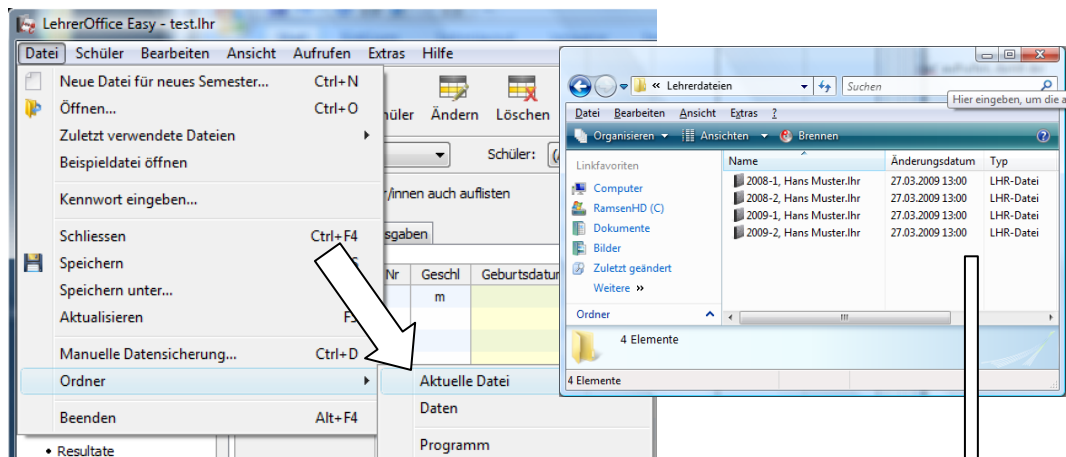 LehrerOffice Easy - test.lhr
Datei Schüler Bearbeiten Ansicht Aufrufen Extras Hilfe
Neue Datei für neues Semester... Ctrl+N
Öffnen... Ctrl+O
Zuletzt verwendete Dateien
Beispieldatei öffnen
Kennwort eingeben...
Schliessen Ctrl+F4
Speichern
Speichern unter...
Aktualisieren
Manuelle Datensicherung... Ctrl+D
Ordner
Beenden Alt+F4
Resultate
Ändern Löschen
Schüler:
auch auflisten
Nr Geschl
m
Aktuelle Datei
Daten
Programm
« Lehrerdateien
Suchen
Hier eingeben, um die
Datei Bearbeiten Ansicht Extras ?
Organisieren Ansichten Brennen
Linkfavoriten
Computer
RamsenHD (C)
Dokumente
Bilder
Zuletzt geändert
Weitere »
Ordner
Name Änderungsdatum Typ
2008-1, Hans Muster.lhr 27.03.2009 13:00 LHR-Datei
2008-2, Hans Muster.lhr 27.03.2009 13:00 LHR-Datei
2009-1, Hans Muster.lhr 27.03.2009 13:00 LHR-Datei
2009-2, Hans Muster.lhr 27.03.2009 13:00 LHR-Datei
4 Elemente
4 Elemente